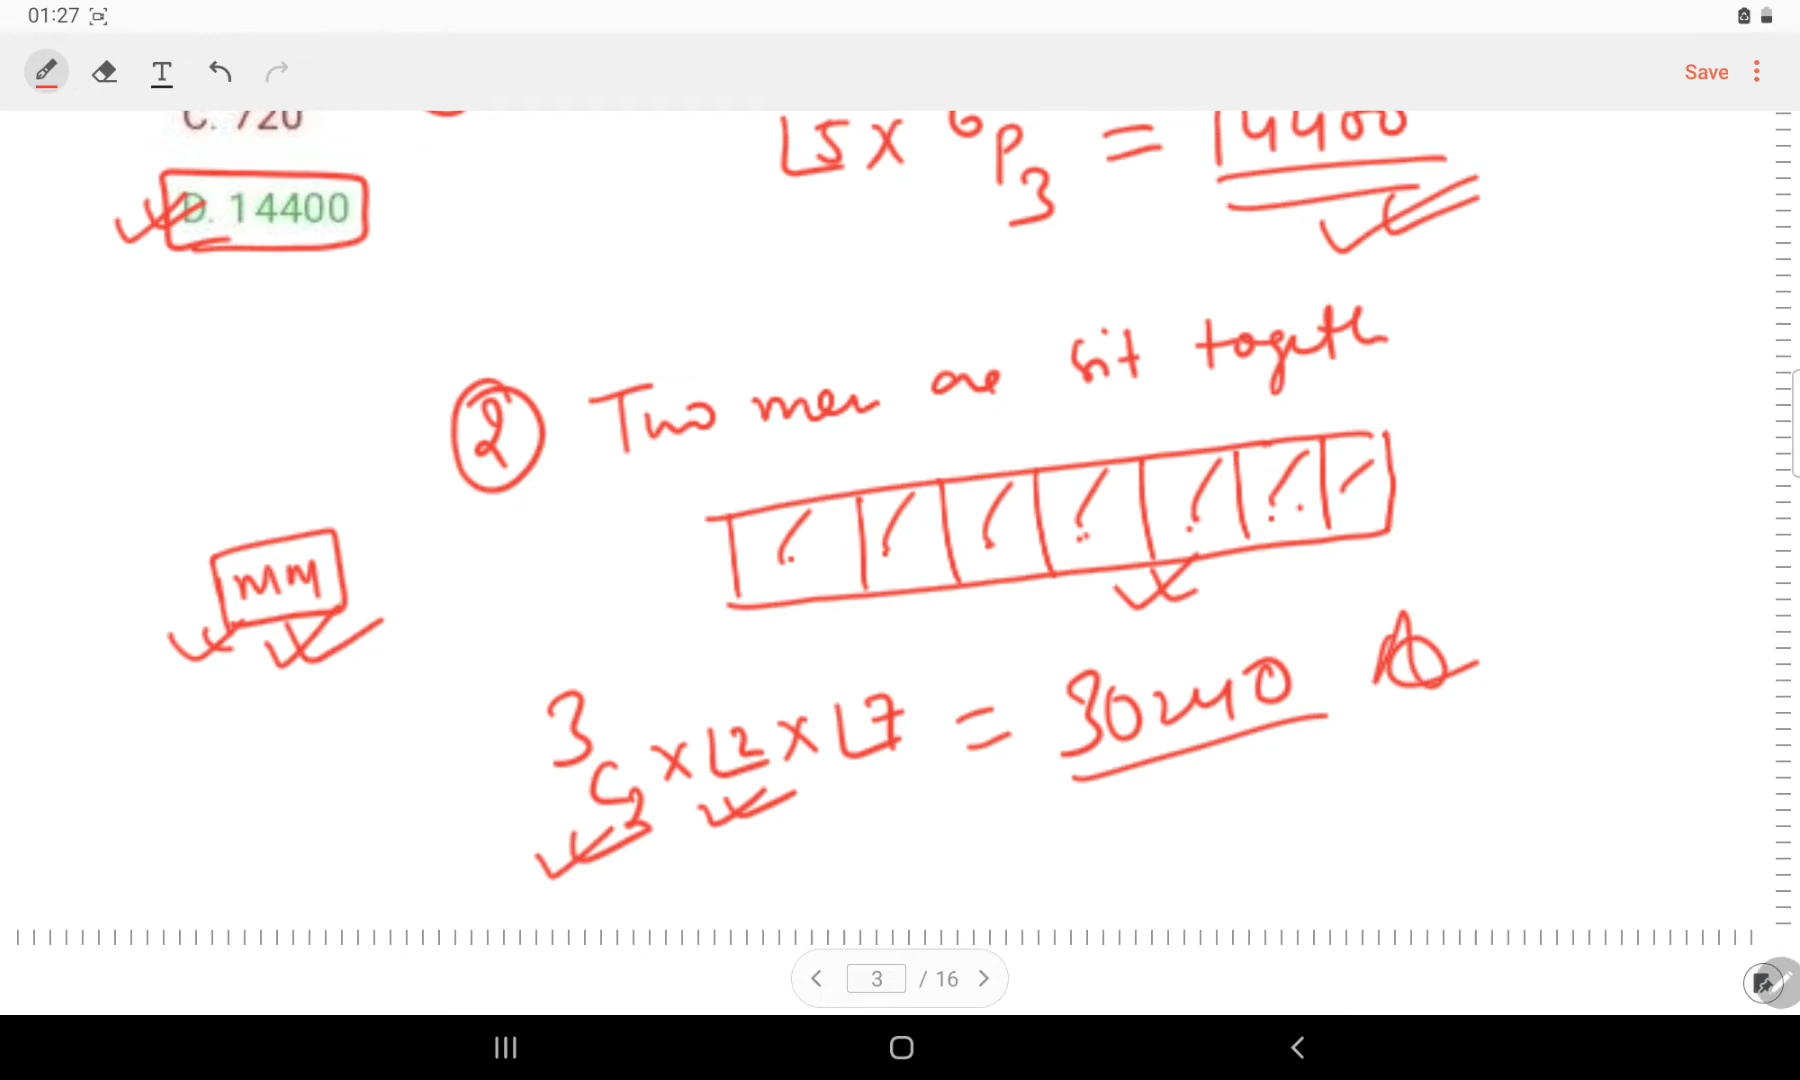 01:27
Save
C. 720
D. 14400
L5 X 6P3 = 14400
2 Two men are sit togeth
MM
3C2 X L2 X L7 = 30240 A
3 / 16